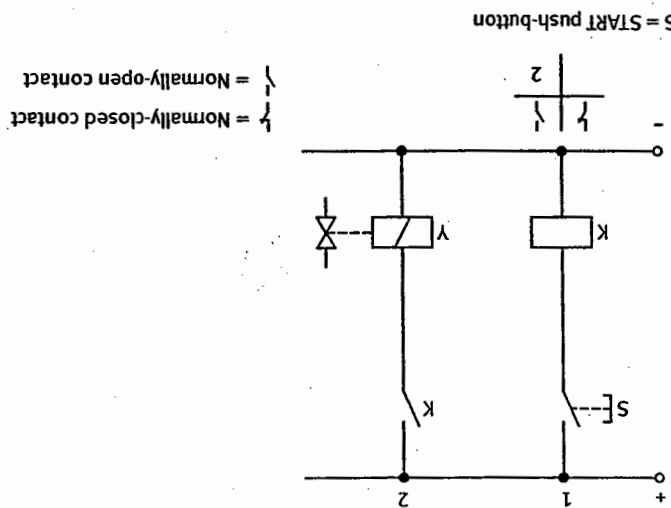 + 1 2
S K
K Y
-
= Normally-closed contact
= Normally-open contact
2
S = START push-button